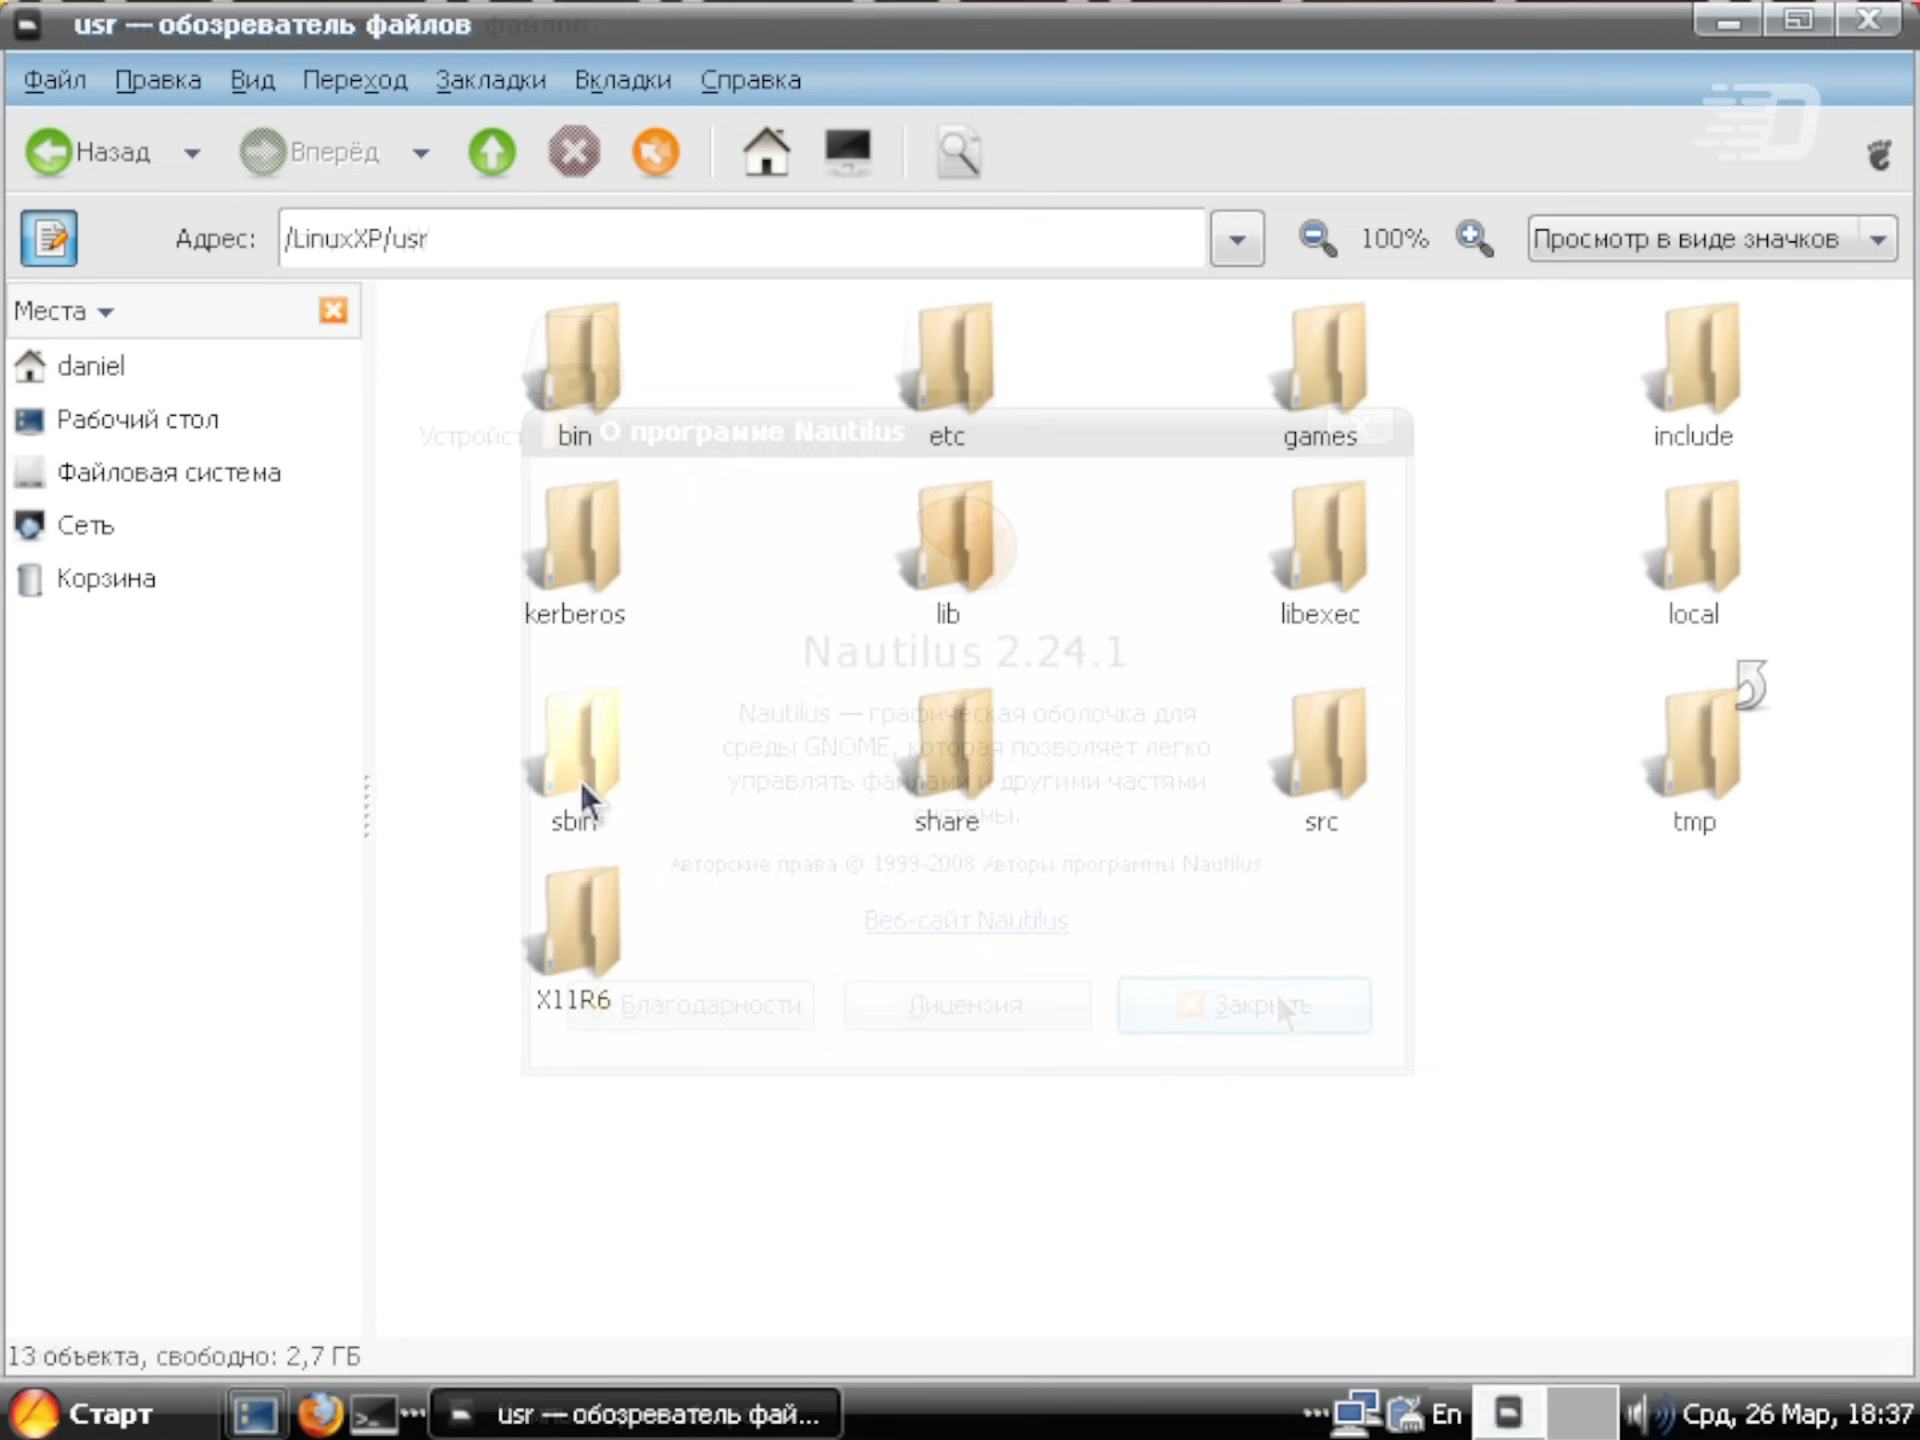 usr — обозреватель файлов
Файл Правка Вид Переход Закладки Вкладки Справка
Назад Вперёд
Адрес: /LinuxXP/usr 100% Просмотр в виде значков
Места
daniel
Рабочий стол
Файловая система
Сеть
Корзина
bin etc games include
О программе Nautilus
kerberos lib libexec local
Nautilus 2.24.1
Nautilus — графическая оболочка для
среды GNOME, которая позволяет легко
управлять файлами и другими частями
системы.
sbin share src tmp
Авторские права © 1999-2008 Авторы программы Nautilus
Веб-сайт Nautilus
X11R6
Благодарности Лицензия Закрыть
13 объекта, свободно: 2,7 ГБ
Старт usr — обозреватель фай... En Срд, 26 Мар, 18:37